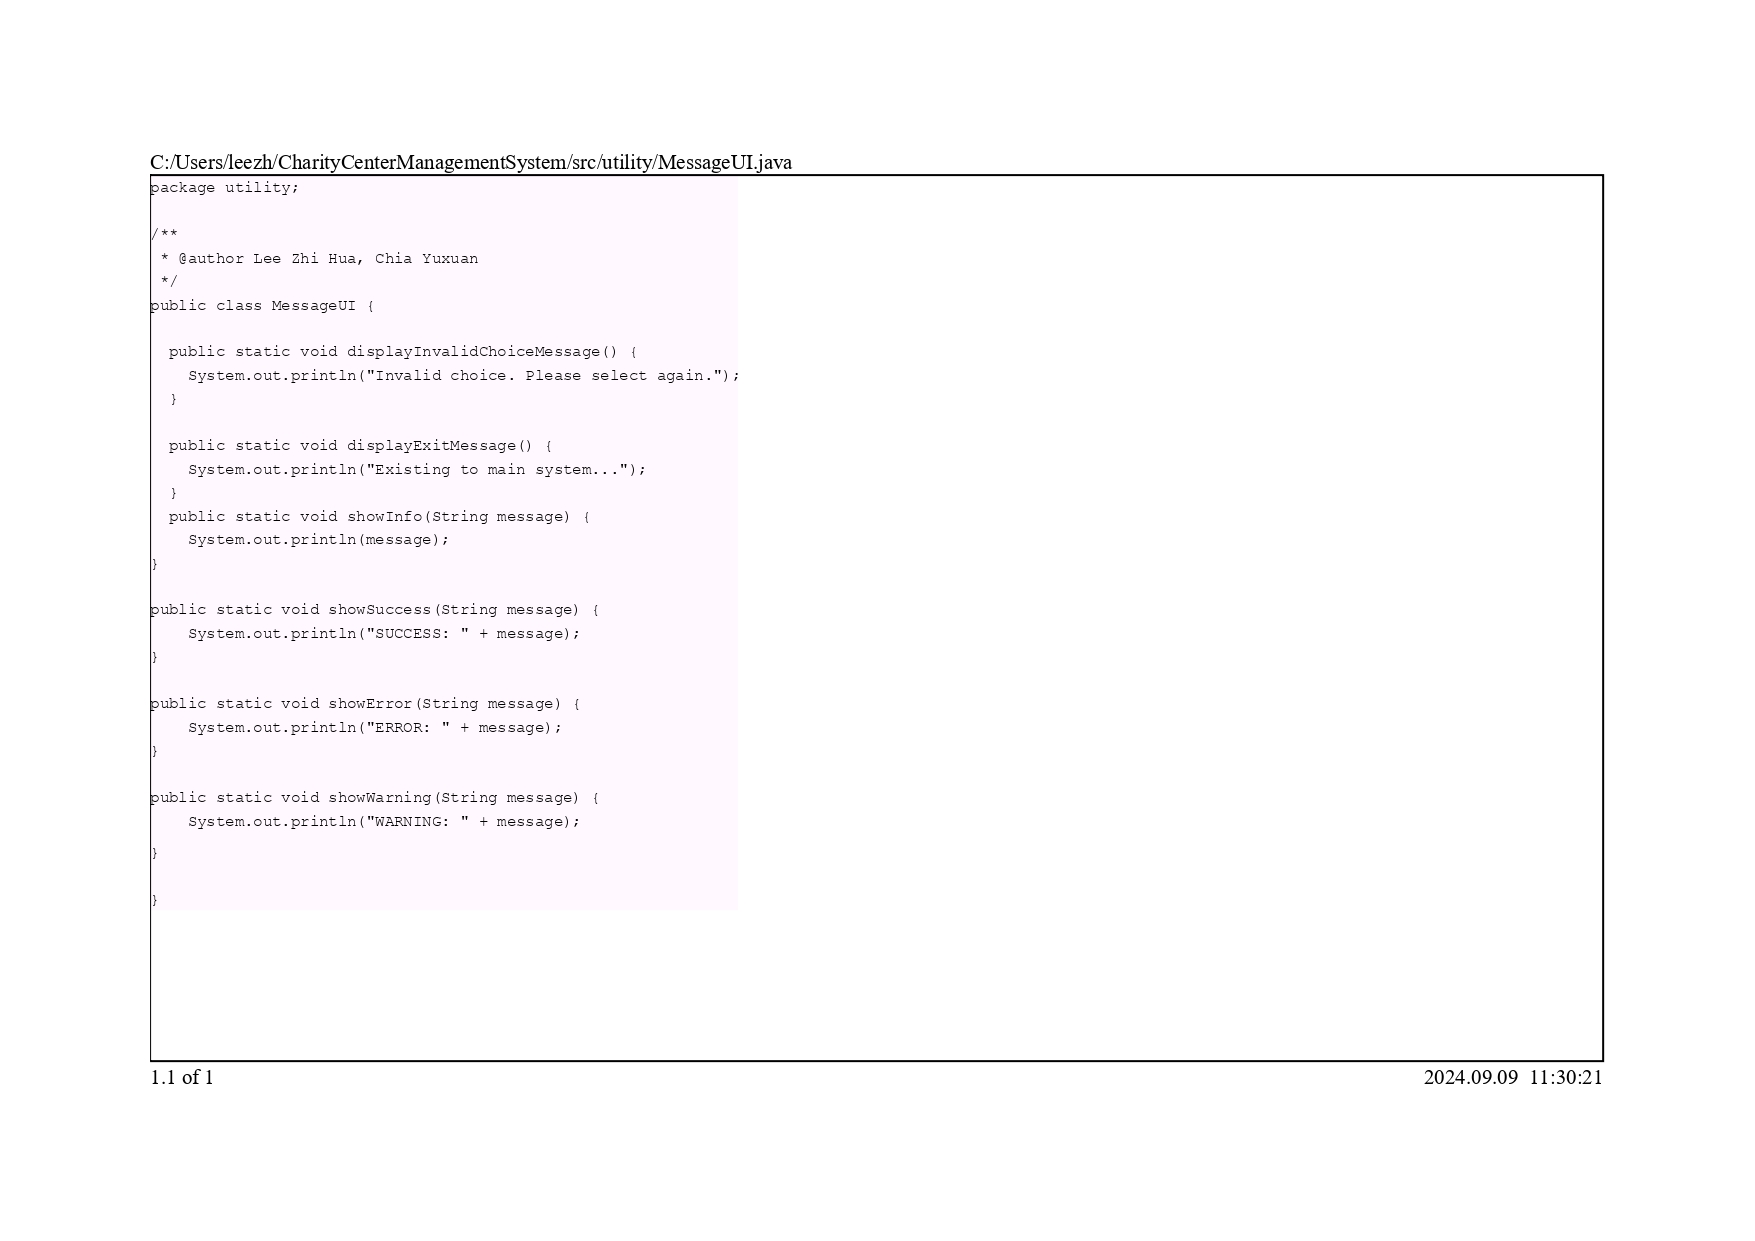 C:/Users/leezh/CharityCenterManagementSystem/src/utility/MessageUI.java
package utility;
/**
 * @author Lee Zhi Hua, Chia Yuxuan
 */
public class MessageUI {
  public static void displayInvalidChoiceMessage() {
    System.out.println("Invalid choice. Please select again.");
  }
  public static void displayExitMessage() {
    System.out.println("Existing to main system...");
  }
  public static void showInfo(String message) {
    System.out.println(message);
}
public static void showSuccess(String message) {
    System.out.println("SUCCESS: " + message);
}
public static void showError(String message) {
    System.out.println("ERROR: " + message);
}
public static void showWarning(String message) {
    System.out.println("WARNING: " + message);
}
}
1.1 of 1
2024.09.09 11:30:21